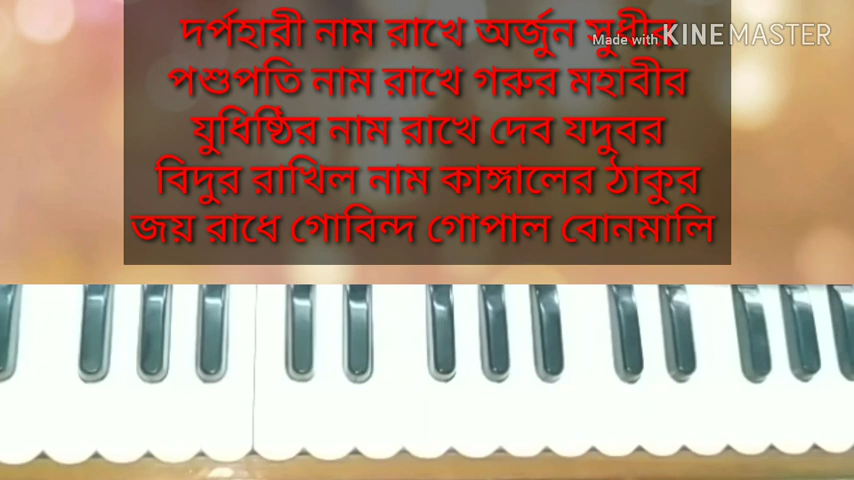 দর্পহারী নাম রাখে অর্জুন সুধীর
Made with KINEMASTER
পশুপতি নাম রাখে গরুর মহাবীর
যুধিষ্ঠির নাম রাখে দেব যদুবর
বিদুর রাখিল নাম কাঙ্গালের ঠাকুর
জয় রাধে গোবিন্দ গোপাল বোনমালি